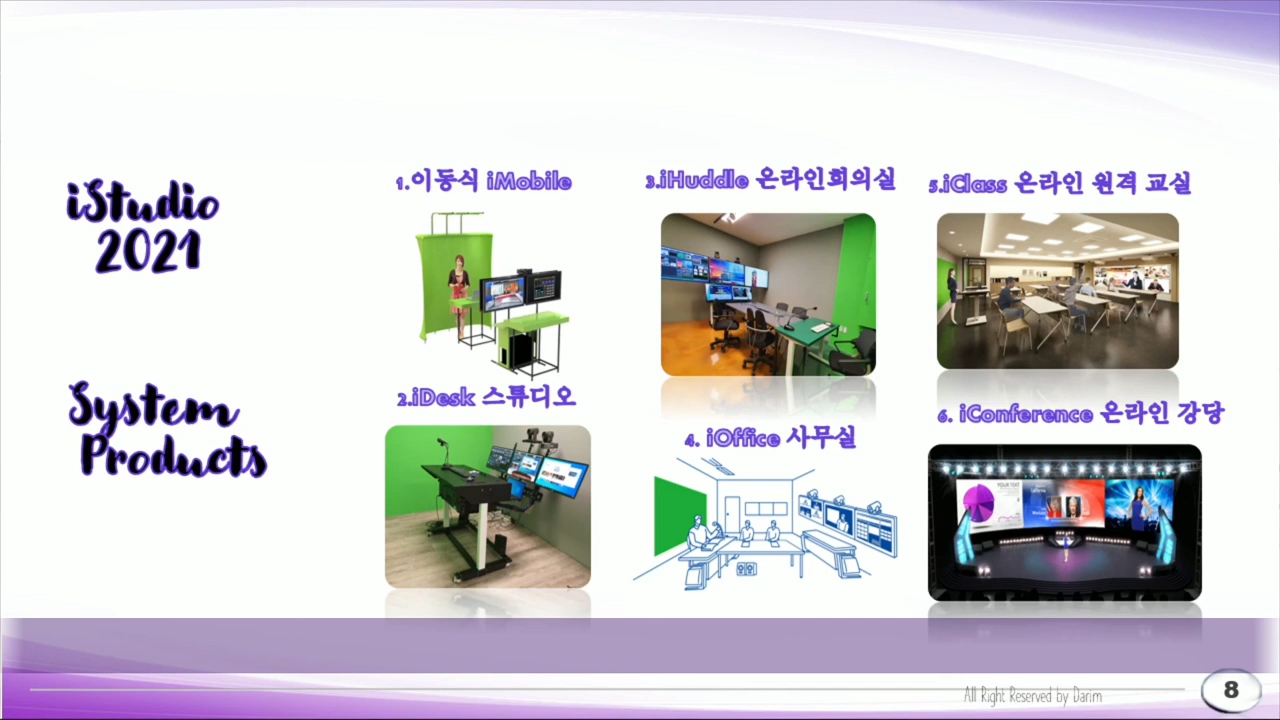 iStudio
2021
System
Products
1.이동식 iMobile
2.iDesk 스튜디오
3.iHuddle 온라인회의실
4. iOffice 사무실
5.iClass 온라인 원격 교실
6. iConference 온라인 강당
YOUR TEXT
All Right Reserved by Darim
8